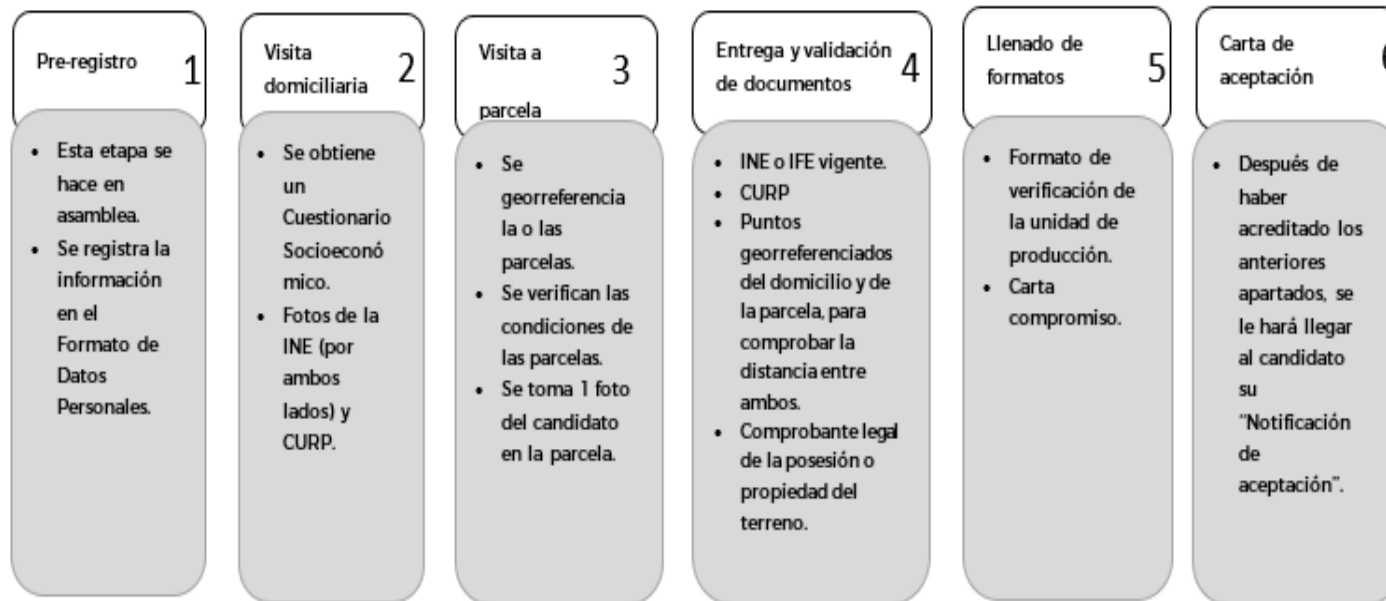 Pre-registro
1
Esta etapa se
hace en
asamblea.
Se registra la
información
en el
Formato de
Datos
Personales.
Visita
domiciliaria
2
Se obtiene
un
Cuestionario
Socioeconó
mico.
Fotos de la
INE (por
ambos
lados) y
CURP.
Visita a
parcela
3
Se
georreferencia
la o las
parcelas.
Se verifican las
condiciones de
las parcelas.
Se toma 1 foto
del candidato
en la parcela.
Entrega y validación
de documentos
4
INE o IFE vigente.
CURP
Puntos
georreferenciados
del domicilio y de
la parcela, para
comprobar la
distancia entre
ambos.
Comprobante legal
de la posesión o
propiedad del
terreno.
Llenado de
formatos
5
Formato de
verificación de
la unidad de
producción.
Carta
compromiso.
Carta de
aceptación
6
Después de
haber
acreditado los
anteriores
apartados, se
le hará llegar
al candidato
su
"Notificación
de
aceptación".